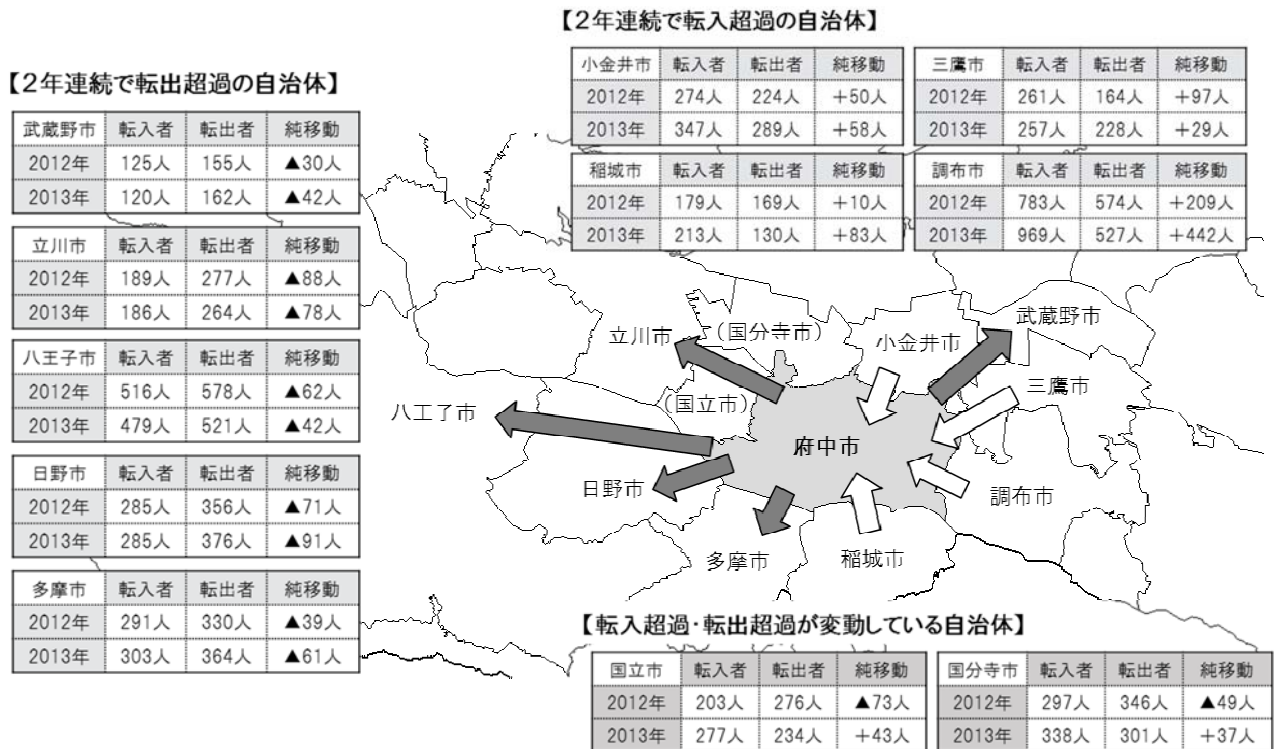 【2年連続で転入超過の自治体】
小金井市 転入者 転出者 純移動
2012年 274人 224人 +50人
2013年 347人 289人 +58人
三鷹市 転入者 転出者 純移動
2012年 261人 164人 +97人
2013年 257人 228人 +29人
稲城市 転入者 転出者 純移動
2012年 179人 169人 +10人
2013年 213人 130人 +83人
調布市 転入者 転出者 純移動
2012年 783人 574人 +209人
2013年 969人 527人 +442人
【2年連続で転出超過の自治体】
武蔵野市 転入者 転出者 純移動
2012年 125人 155人 ▲30人
2013年 120人 162人 ▲42人
立川市 転入者 転出者 純移動
2012年 189人 277人 ▲88人
2013年 186人 264人 ▲78人
八王子市 転入者 転出者 純移動
2012年 516人 578人 ▲62人
2013年 479人 521人 ▲42人
日野市 転入者 転出者 純移動
2012年 285人 356人 ▲71人
2013年 285人 376人 ▲91人
多摩市 転入者 転出者 純移動
2012年 291人 330人 ▲39人
2013年 303人 364人 ▲61人
武蔵野市
立川市
(国分寺市)
小金井市
三鷹市
(国立市)
八工了市
府中市
日野市
調布市
多摩市
稲城市
【転入超過・転出超過が変動している自治体】
国立市 転入者 転出者 純移動
2012年 203人 276人 ▲73人
2013年 277人 234人 +43人
国分寺市 転入者 転出者 純移動
2012年 297人 346人 ▲49人
2013年 338人 301人 +37人